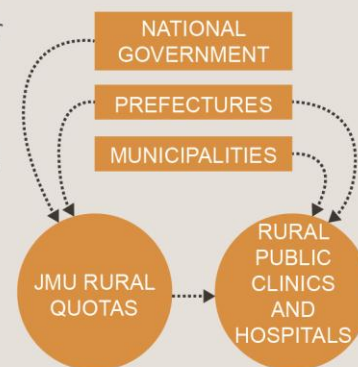 NATIONAL
GOVERNMENT
PREFECTURES
MUNICIPALITIES
JMU RURAL
QUOTAS
RURAL
PUBLIC
CLINICS
AND
HOSPITALS